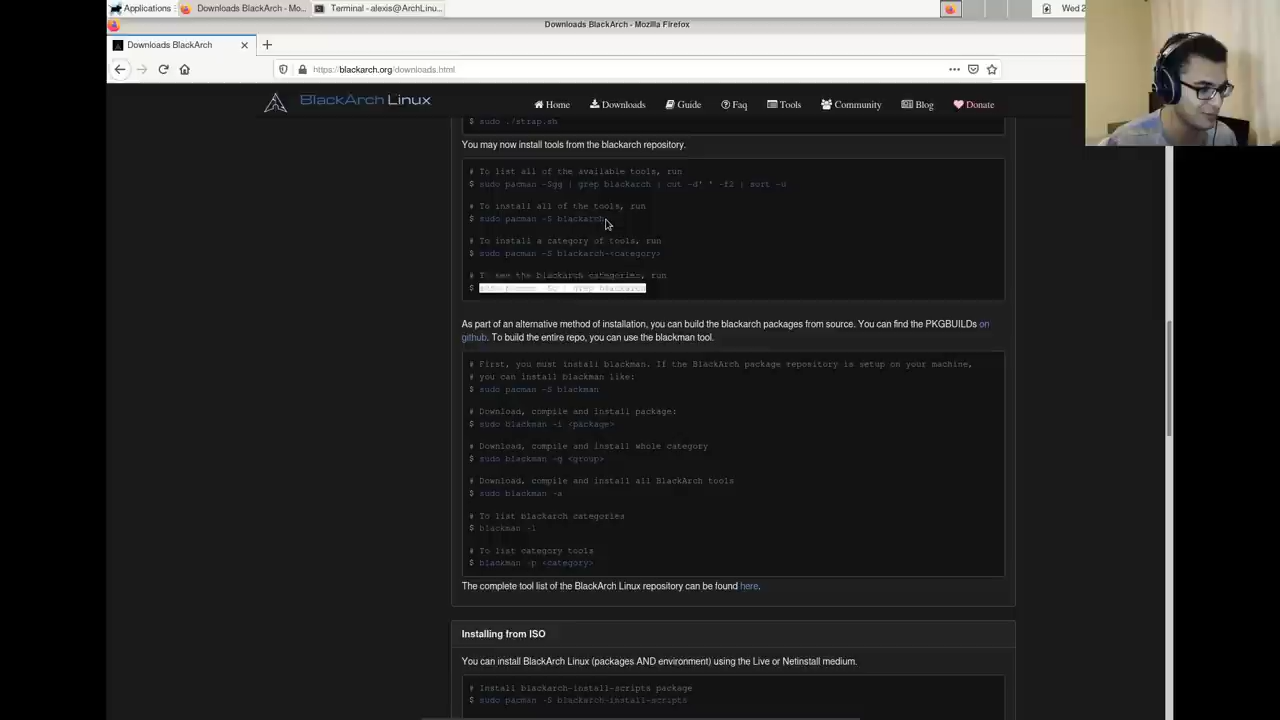 Applications
Downloads BlackArch - Mozilla...
Terminal - alexis@ArchLinu...
Wed 2
Downloads BlackArch - Mozilla Firefox
Downloads BlackArch
https://blackarch.org/downloads.html
BlackArch Linux
Home
Downloads
Guide
Faq
Tools
Community
Blog
Donate
$ sudo ./strap.sh
You may now install tools from the blackarch repository.
# To list all of the available tools, run
$ sudo pacman -Sgg | grep blackarch | cut -d' ' -f2 | sort -u
# To install all of the tools, run
$ sudo pacman -S blackarch
# To install a category of tools, run
$ sudo pacman -S blackarch-<category>
# To see the blackarch categories, run
$ sudo pacman -Sg | grep blackarch
As part of an alternative method of installation, you can build the blackarch packages from source. You can find the PKGBUILDs on
github. To build the entire repo, you can use the blackman tool.
# First, you must install blackman. If the BlackArch package repository is setup on your machine,
# you can install blackman like:
$ sudo pacman -S blackman
# Download, compile and install package:
$ sudo blackman -i <package>
# Download, compile and install whole category
$ sudo blackman -g <group>
# Download, compile and install all BlackArch tools
$ sudo blackman -a
# To list blackarch categories
$ blackman -l
# To list category tools
$ blackman -p <category>
The complete tool list of the BlackArch Linux repository can be found here.
Installing from ISO
You can install BlackArch Linux (packages AND environment) using the Live or Netinstall medium.
# Install blackarch-install-scripts package
$ sudo pacman -S blackarch-install-scripts